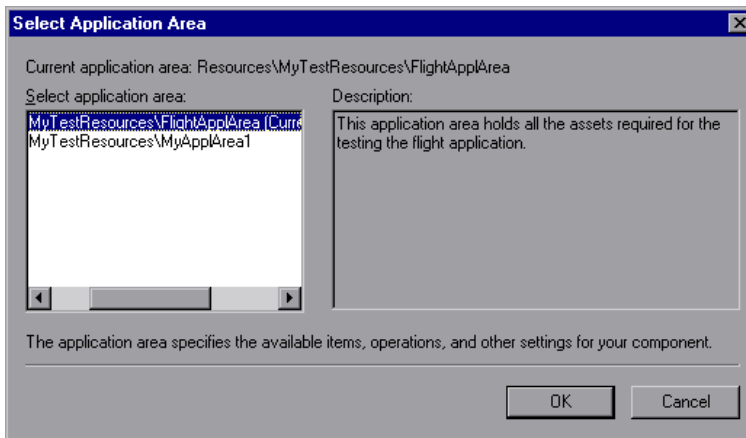 Select Application Area
Current application area: Resources\MyTestResources\FlightApplArea
Select application area:
MyTestResources\FlightApplArea (Curre
MyTestResources\MyApplArea1
Description:
This application area holds all the assets required for the
testing the flight application.
The application area specifies the available items, operations, and other settings for your component.
OK
Cancel